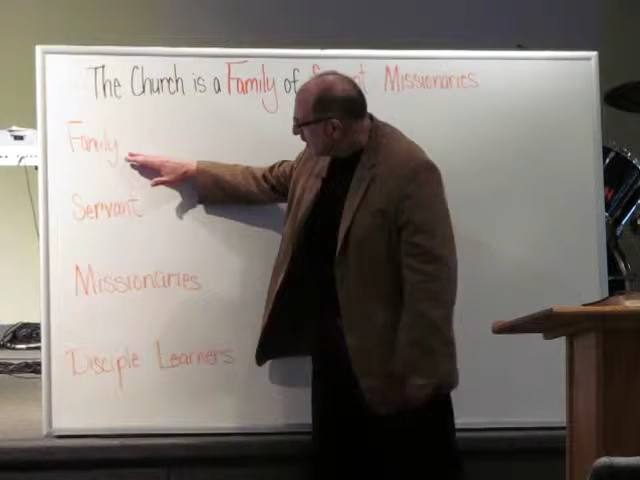 The Church is a Family of Missionaries
Family
Servant
Missionaries
Disciple Learners